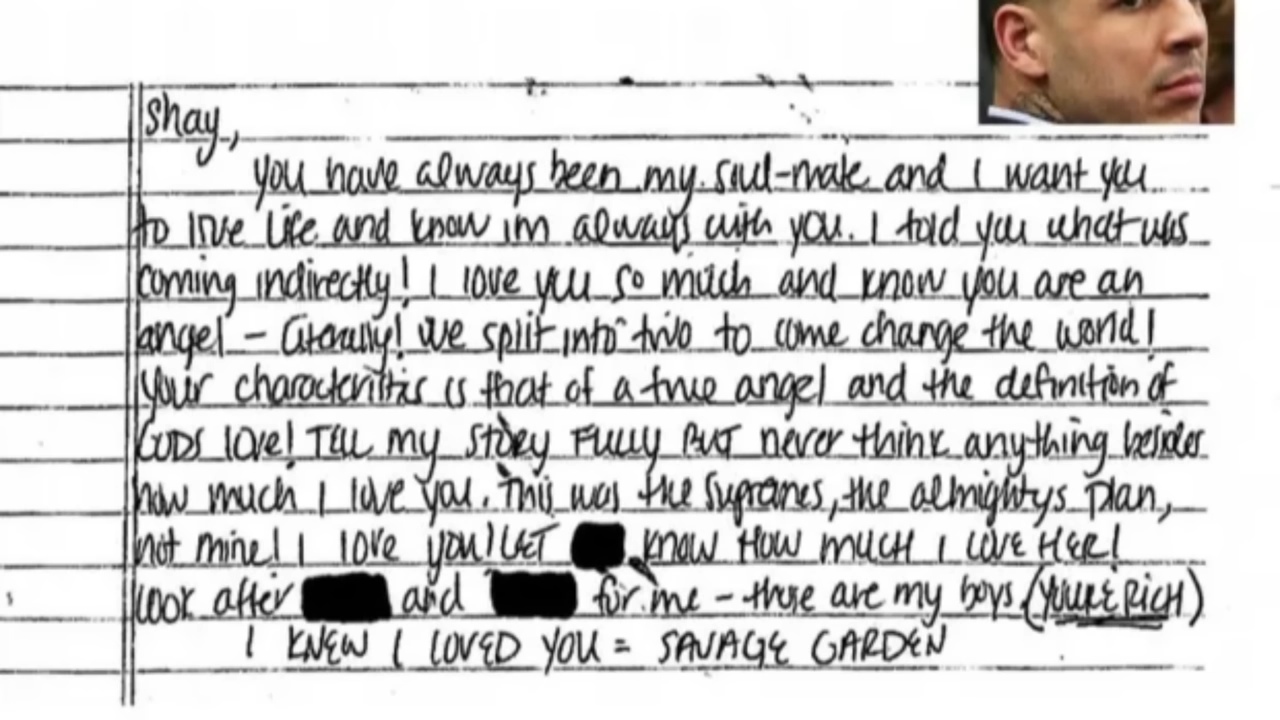 Shay,
You have always been my soul-mate and I want you
to love life and know im always with you. I told you what was
coming indirectly! I love you so much and know you are an
angel - literally! We split into two to come change the world!
Your characteristics is that of a true angel and the definition of
GODS love! TELL my STORY FULLY BUT never think anything besides
how much I love you. This was the supremes, the almightys plan,
not mine! I love you! LET KNOW HOW MUCH I LOVE HER!
look after and for me - those are my boys (YOU'RE RICH)
I KNEW I LOVED YOU = SAVAGE GARDEN